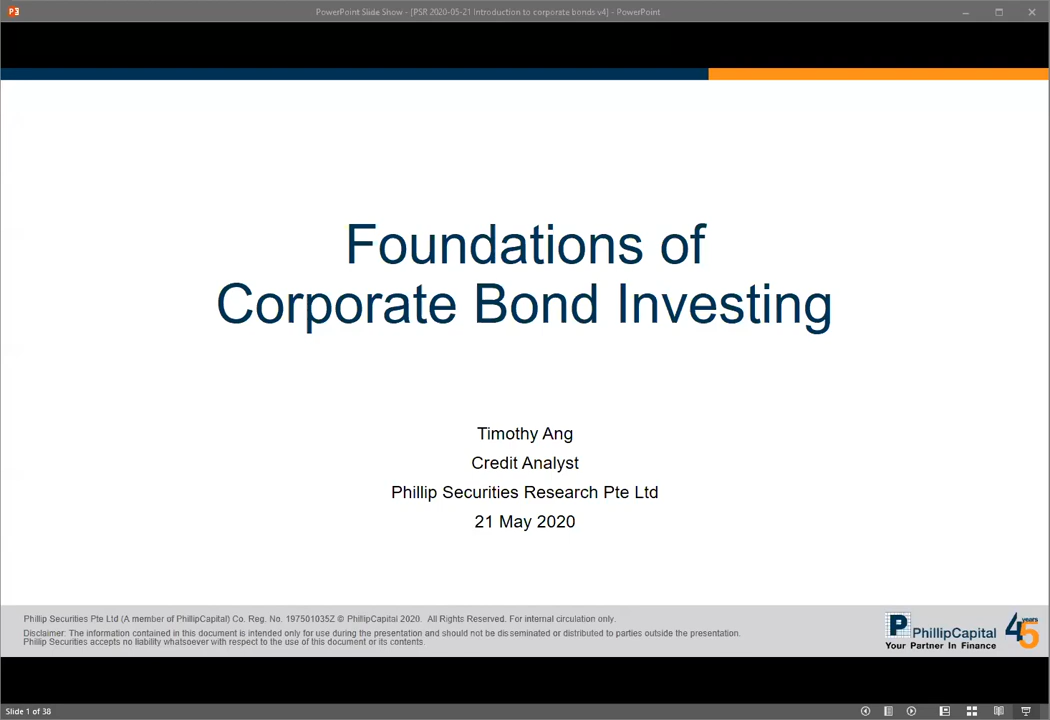 PowerPoint Slide Show - [PSR 2020-05-21 Introduction to corporate bonds v4] - PowerPoint
Foundations of
Corporate Bond Investing
Timothy Ang
Credit Analyst
Phillip Securities Research Pte Ltd
21 May 2020
Phillip Securities Pte Ltd (A member of PhillipCapital) Co. Reg. No. 197501035Z © PhillipCapital 2020. All Rights Reserved. For internal circulation only.
Disclaimer: The information contained in this document is intended only for use during the presentation and should not be disseminated or distributed to parties outside the presentation.
Phillip Securities accepts no liability whatsoever with respect to the use of this document or its contents.
P PhillipCapital
Your Partner In Finance
45 years
Slide 1 of 38